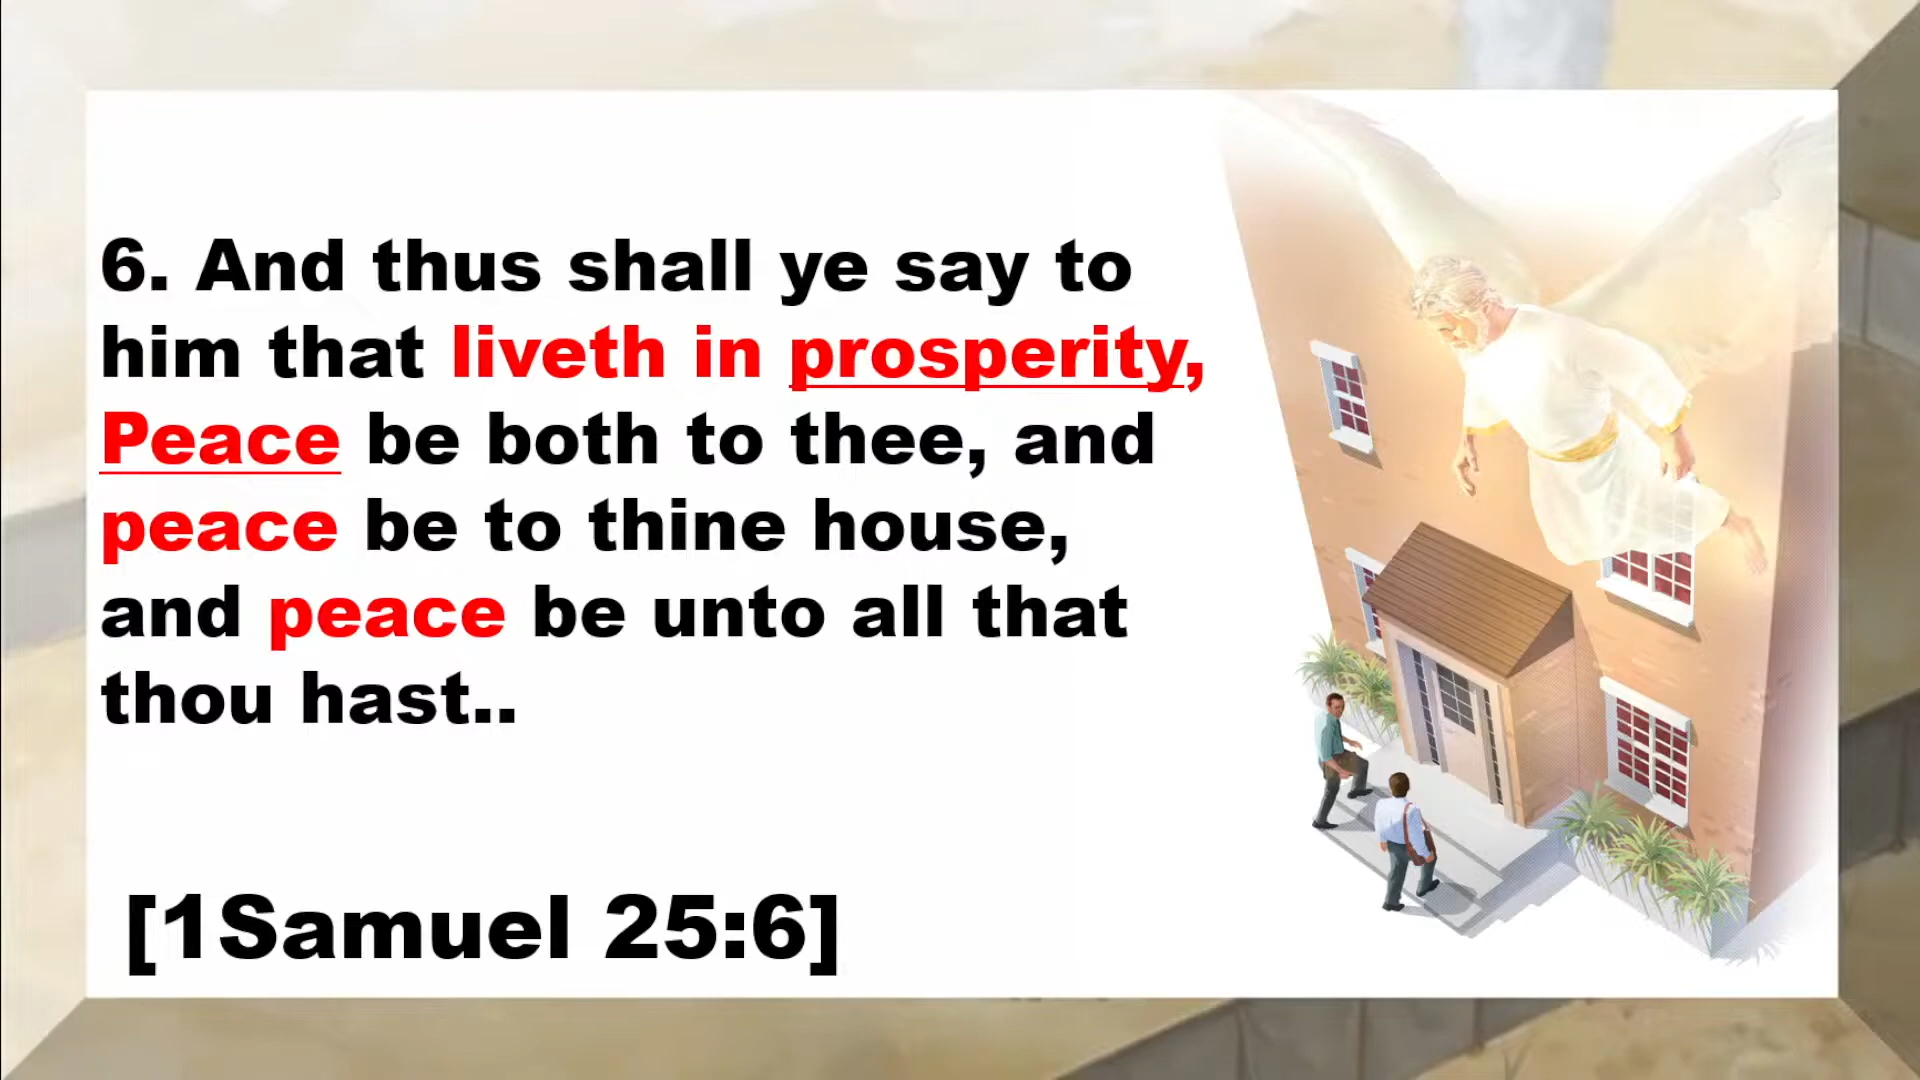 6. And thus shall ye say to
him that liveth in prosperity,
Peace be both to thee, and
peace be to thine house,
and peace be unto all that
thou hast..
[1Samuel 25:6]